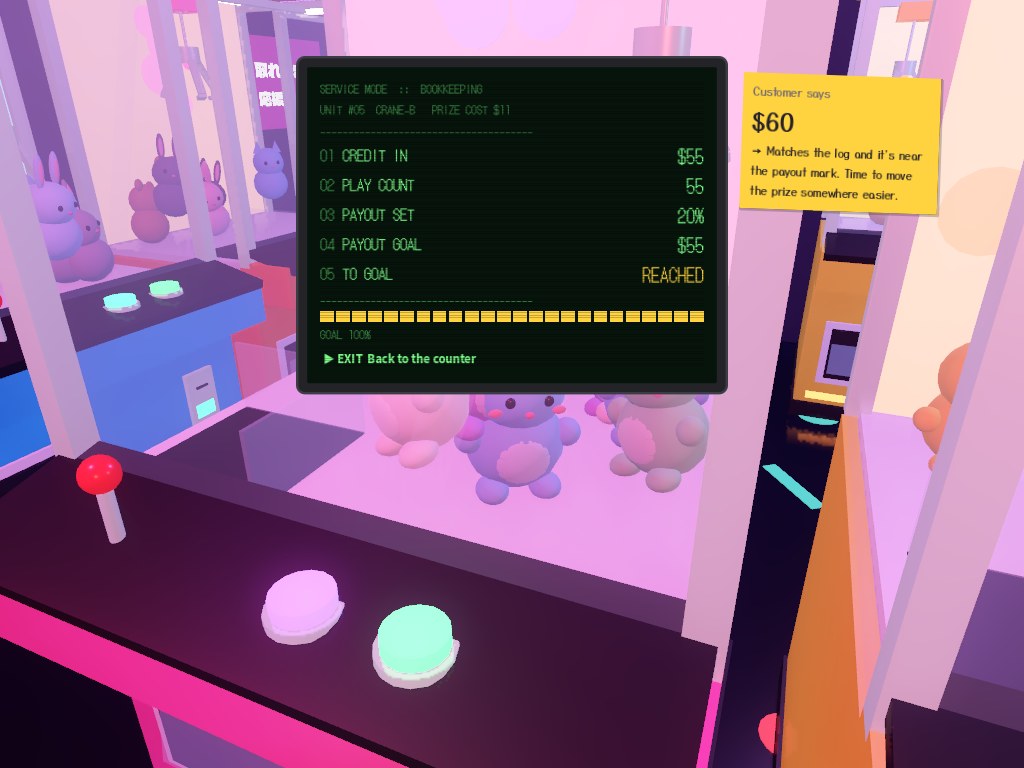 SERVICE MODE :: BOOKKEEPING
UNIT #05 CRANE-B PRIZE COST $11
01 CREDIT IN $55
02 PLAY COUNT 55
03 PAYOUT SET 20%
04 PAYOUT GOAL $55
05 TO GOAL REACHED
GOAL 100%
▶ EXIT Back to the counter
Customer says
$60
→ Matches the log and it's near
the payout mark. Time to move
the prize somewhere easier.